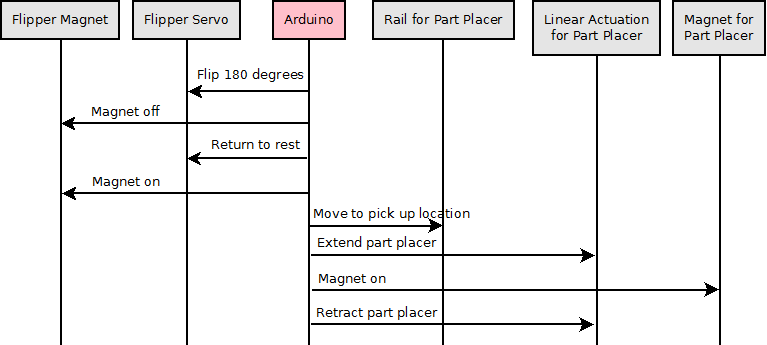 Flipper Magnet
Flipper Servo
Arduino
Rail for Part Placer
Linear Actuation
for Part Placer
Magnet for
Part Placer
Flip 180 degrees
Magnet off
Return to rest
Magnet on
Move to pick up location
Extend part placer
Magnet on
Retract part placer